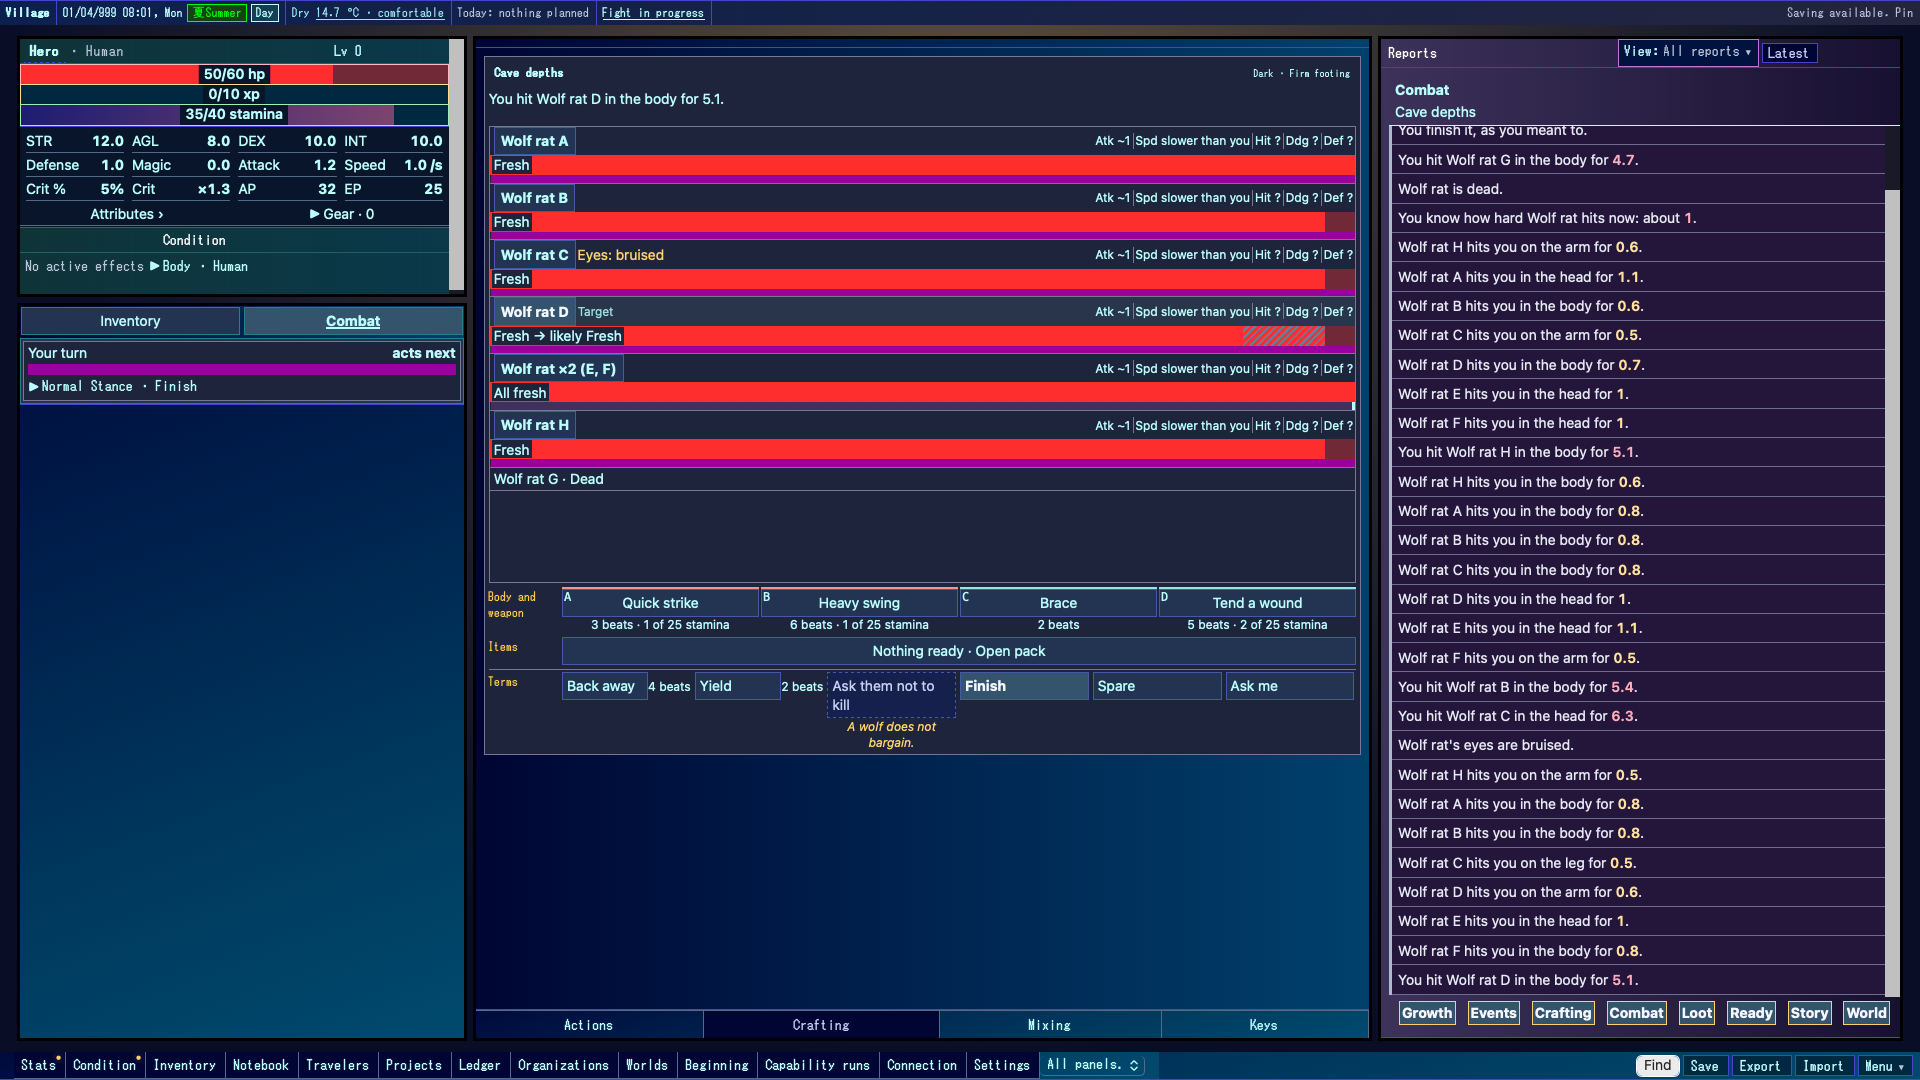 Village 01/04/999 08:01, Mon 夏Summer Day Dry 14.7 °C · comfortable Today: nothing planned Fight in progress Saving available. Pin
Hero · Human Lv 0
50/60 hp
0/10 xp
35/40 stamina
STR 12.0 AGL 8.0 DEX 10.0 INT 10.0
Defense 1.0 Magic 0.0 Attack 1.2 Speed 1.0 /s
Crit % 5% Crit ×1.3 AP 32 EP 25
Attributes › ▶ Gear · 0
Condition
No active effects ▶Body · Human
Inventory Combat
Your turn acts next
▶Normal Stance · Finish
Cave depths Dark · Firm footing
You hit Wolf rat D in the body for 5.1.
Wolf rat A Atk ~1 Spd slower than you Hit ? Ddg ? Def ?
Fresh
Wolf rat B Atk ~1 Spd slower than you Hit ? Ddg ? Def ?
Fresh
Wolf rat C Eyes: bruised Atk ~1 Spd slower than you Hit ? Ddg ? Def ?
Fresh
Wolf rat D Target Atk ~1 Spd slower than you Hit ? Ddg ? Def ?
Fresh → likely Fresh
Wolf rat ×2 (E, F) Atk ~1 Spd slower than you Hit ? Ddg ? Def ?
All fresh
Wolf rat H Atk ~1 Spd slower than you Hit ? Ddg ? Def ?
Fresh
Wolf rat G · Dead
Body and weapon
A Quick strike
3 beats · 1 of 25 stamina
B Heavy swing
6 beats · 1 of 25 stamina
C Brace
2 beats
D Tend a wound
5 beats · 2 of 25 stamina
Items Nothing ready · Open pack
Terms Back away 4 beats Yield 2 beats Ask them not to kill Finish Spare Ask me
A wolf does not
bargain.
Actions Crafting Mixing Keys
Reports View: All reports ▾ Latest
Combat
Cave depths
You finish it, as you meant to.
You hit Wolf rat G in the body for 4.7.
Wolf rat is dead.
You know how hard Wolf rat hits now: about 1.
Wolf rat H hits you on the arm for 0.6.
Wolf rat A hits you in the head for 1.1.
Wolf rat B hits you in the body for 0.6.
Wolf rat C hits you on the arm for 0.5.
Wolf rat D hits you in the body for 0.7.
Wolf rat E hits you in the head for 1.
Wolf rat F hits you in the head for 1.
You hit Wolf rat H in the body for 5.1.
Wolf rat H hits you in the body for 0.6.
Wolf rat A hits you in the body for 0.8.
Wolf rat B hits you in the body for 0.8.
Wolf rat C hits you in the body for 0.8.
Wolf rat D hits you in the head for 1.
Wolf rat E hits you in the head for 1.1.
Wolf rat F hits you on the arm for 0.5.
You hit Wolf rat B in the body for 5.4.
You hit Wolf rat C in the head for 6.3.
Wolf rat's eyes are bruised.
Wolf rat H hits you on the arm for 0.5.
Wolf rat A hits you in the body for 0.8.
Wolf rat B hits you in the body for 0.8.
Wolf rat C hits you on the leg for 0.5.
Wolf rat D hits you on the arm for 0.6.
Wolf rat E hits you in the head for 1.
Wolf rat F hits you in the body for 0.8.
You hit Wolf rat D in the body for 5.1.
Growth Events Crafting Combat Loot Ready Story World
Stats Condition Inventory Notebook Travelers Projects Ledger Organizations Worlds Beginning Capability runs Connection Settings All panels. Find Save Export Import Menu ▾